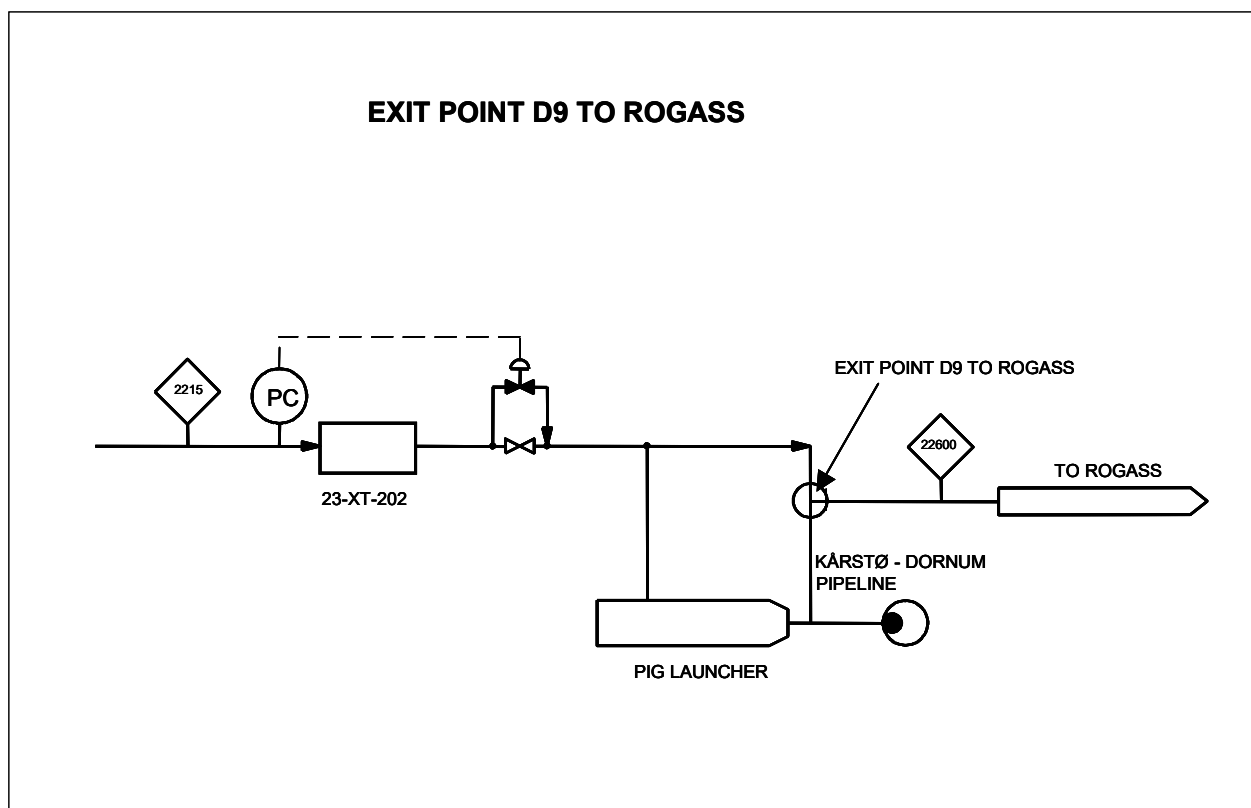 EXIT POINT D9 TO ROGASS
EXIT POINT D9 TO ROGASS
2215
PC
22600
TO ROGASS
23-XT-202
KÅRSTØ - DORNUM
PIPELINE
PIG LAUNCHER